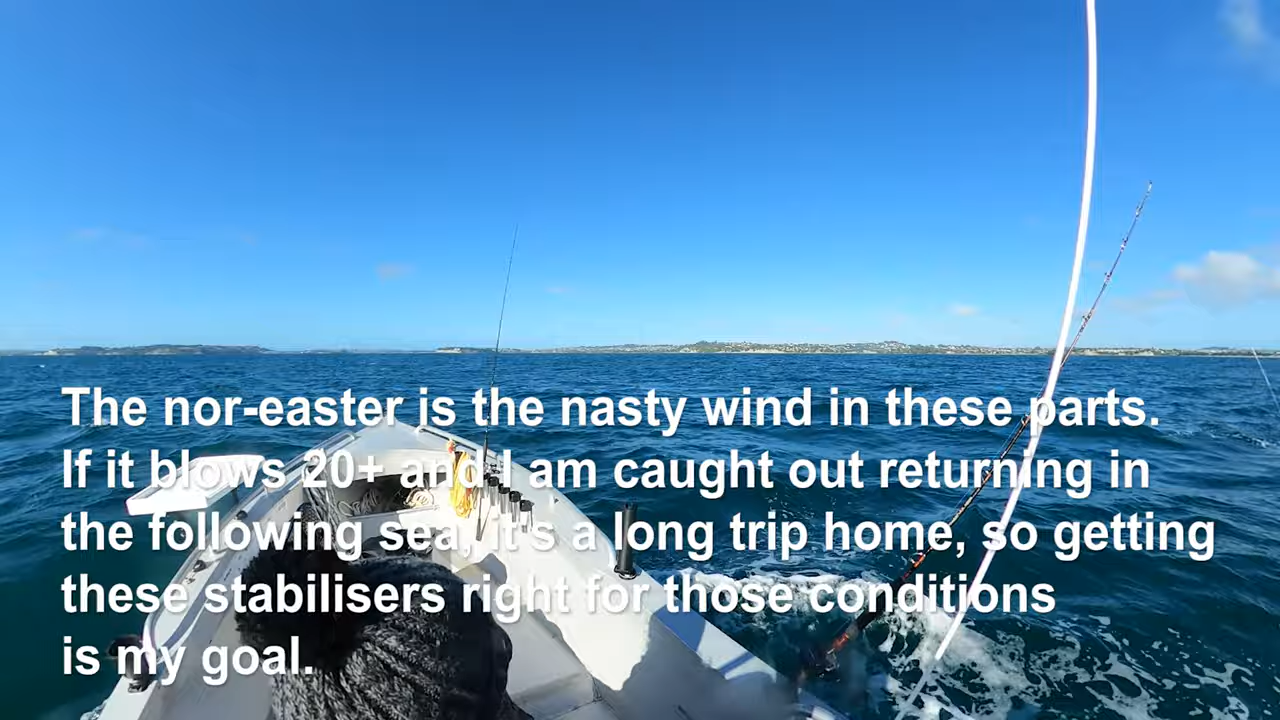 The nor-easter is the nasty wind in these parts.
If it blows 20+ and I am caught out returning in
the following sea, it's a long trip home, so getting
these stabilisers right for those conditions
is my goal.